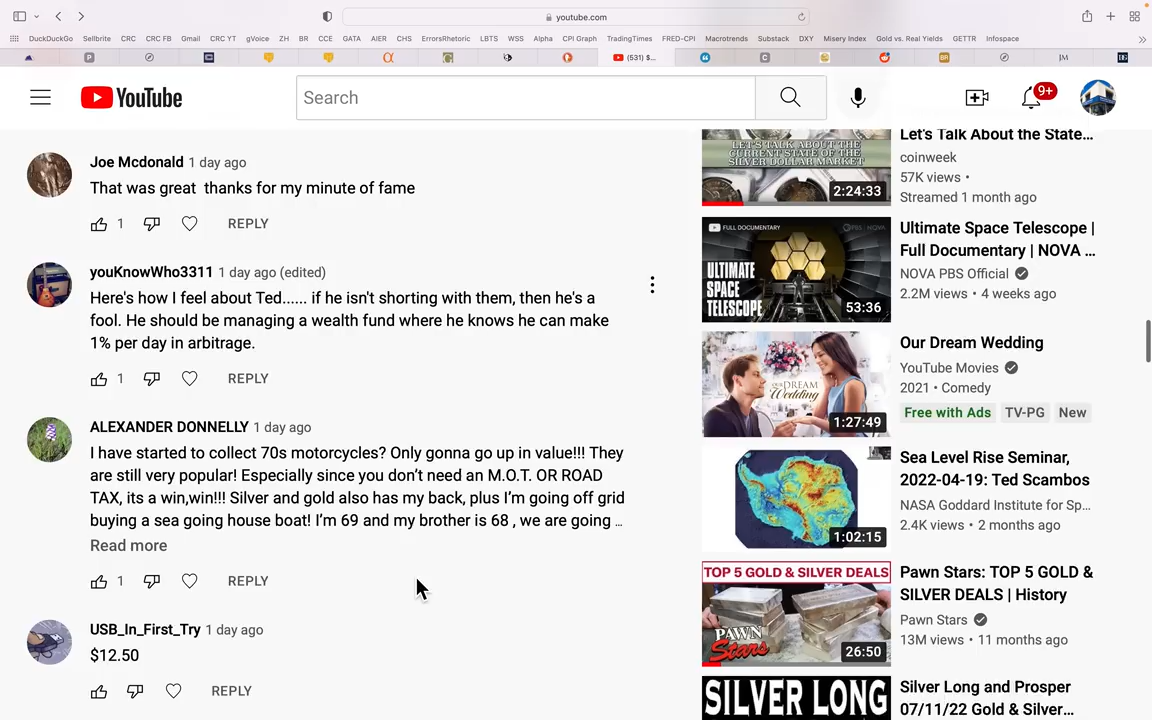 youtube.com
DuckDuckGo Sellbrite CRC CRC FB Gmail CRC YT gVoice ZH BR CCE GATA AIER CHS ErrorsRhetoric LBTS WSS Alpha CPI Graph TradingTimes FRED-CPI Macrotrends Substack DXY Misery Index Gold vs. Real Yields GETTR Infospace
(531) $...
YouTube
Search
9+
Joe Mcdonald 1 day ago
That was great thanks for my minute of fame
1 REPLY
youKnowWho3311 1 day ago (edited)
Here's how I feel about Ted...... if he isn't shorting with them, then he's a
fool. He should be managing a wealth fund where he knows he can make
1% per day in arbitrage.
1 REPLY
ALEXANDER DONNELLY 1 day ago
I have started to collect 70s motorcycles? Only gonna go up in value!!! They
are still very popular! Especially since you don’t need an M.O.T. OR ROAD
TAX, its a win,win!!! Silver and gold also has my back, plus I’m going off grid
buying a sea going house boat! I’m 69 and my brother is 68 , we are going ...
Read more
1 REPLY
USB_In_First_Try 1 day ago
$12.50
REPLY
LET'S TALK ABOUT THE
CURRENT STATE OF THE
SILVER DOLLAR MARKET
2:24:33
Let's Talk About the State...
coinweek
57K views •
Streamed 1 month ago
FULL DOCUMENTARY
PBS NOVA
ULTIMATE
SPACE
TELESCOPE
53:36
Ultimate Space Telescope |
Full Documentary | NOVA ...
NOVA PBS Official
2.2M views • 4 weeks ago
OUR DREAM
Wedding
1:27:49
Our Dream Wedding
YouTube Movies
2021 • Comedy
Free with Ads TV-PG New
1:02:15
Sea Level Rise Seminar,
2022-04-19: Ted Scambos
NASA Goddard Institute for Sp...
2.4K views • 2 months ago
TOP 5 GOLD & SILVER DEALS
PAWN
Stars
26:50
Pawn Stars: TOP 5 GOLD &
SILVER DEALS | History
Pawn Stars
13M views • 11 months ago
SILVER LONG
Silver Long and Prosper
07/11/22 Gold & Silver...